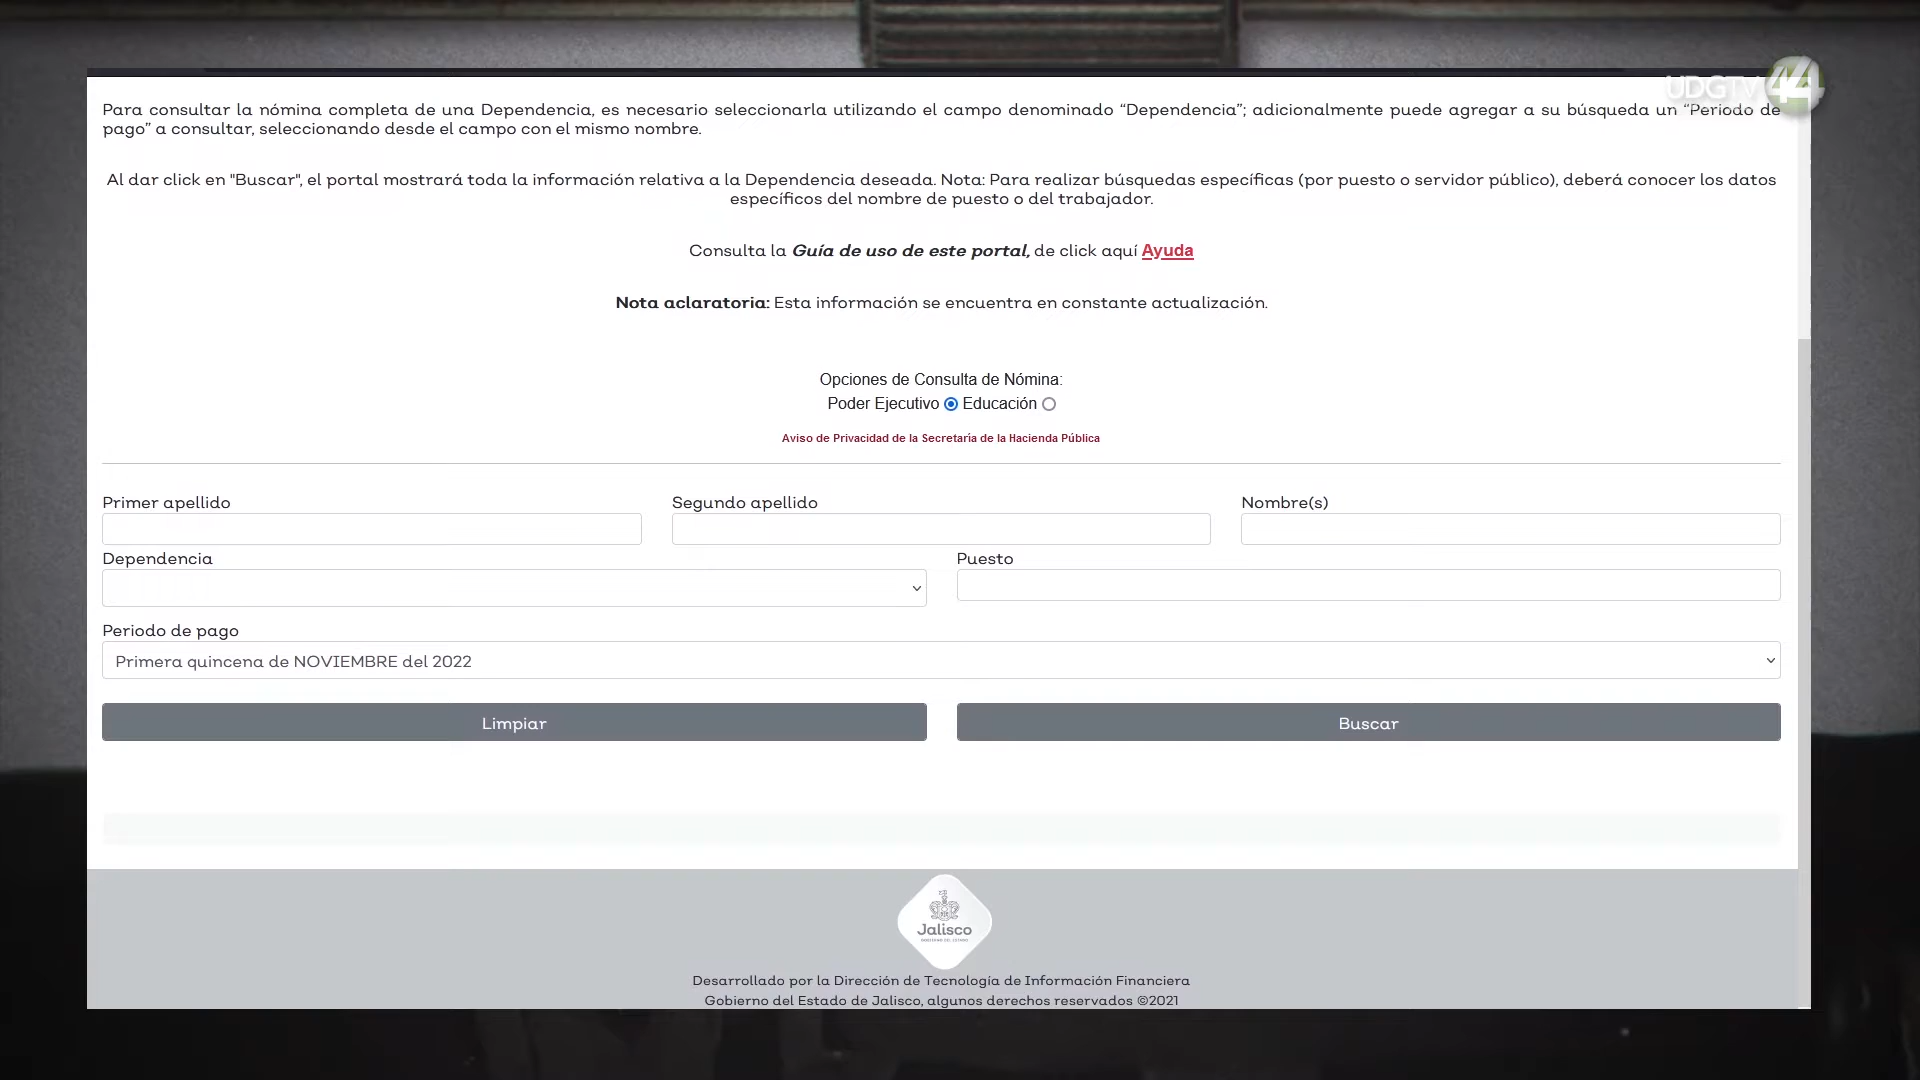 UDGTV 44
Para consultar la nómina completa de una Dependencia, es necesario seleccionarla utilizando el campo denominado “Dependencia”; adicionalmente puede agregar a su búsqueda un “Periodo de
pago” a consultar, seleccionando desde el campo con el mismo nombre.
Al dar click en "Buscar", el portal mostrará toda la información relativa a la Dependencia deseada. Nota: Para realizar búsquedas específicas (por puesto o servidor público), deberá conocer los datos
específicos del nombre de puesto o del trabajador.
Consulta la Guía de uso de este portal, de click aquí Ayuda
Nota aclaratoria: Esta información se encuentra en constante actualización.
Opciones de Consulta de Nómina:
Poder Ejecutivo Educación
Aviso de Privacidad de la Secretaría de la Hacienda Pública
Primer apellido Segundo apellido Nombre(s)
Dependencia Puesto
Periodo de pago
Primera quincena de NOVIEMBRE del 2022
Limpiar Buscar
Jalisco
GOBIERNO DEL ESTADO
Desarrollado por la Dirección de Tecnología de Información Financiera
Gobierno del Estado de Jalisco, algunos derechos reservados ©2021